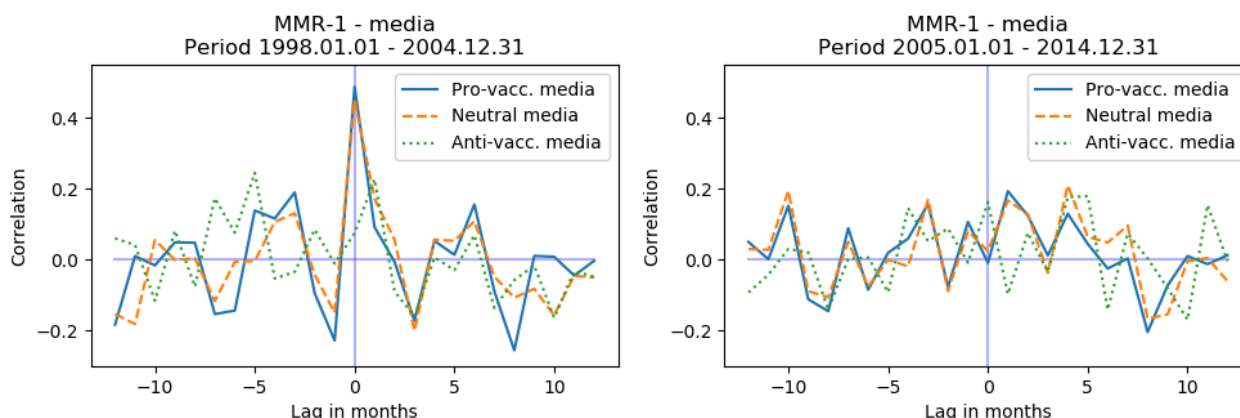 MMR-1 - media
Period 1998.01.01 - 2004.12.31
Pro-vacc. media
Neutral media
Anti-vacc. media
Correlation
0.4
0.2
0.0
−0.2
−10
−5
0
5
10
Lag in months
MMR-1 - media
Period 2005.01.01 - 2014.12.31
Pro-vacc. media
Neutral media
Anti-vacc. media
Correlation
0.4
0.2
0.0
−0.2
−10
−5
0
5
10
Lag in months